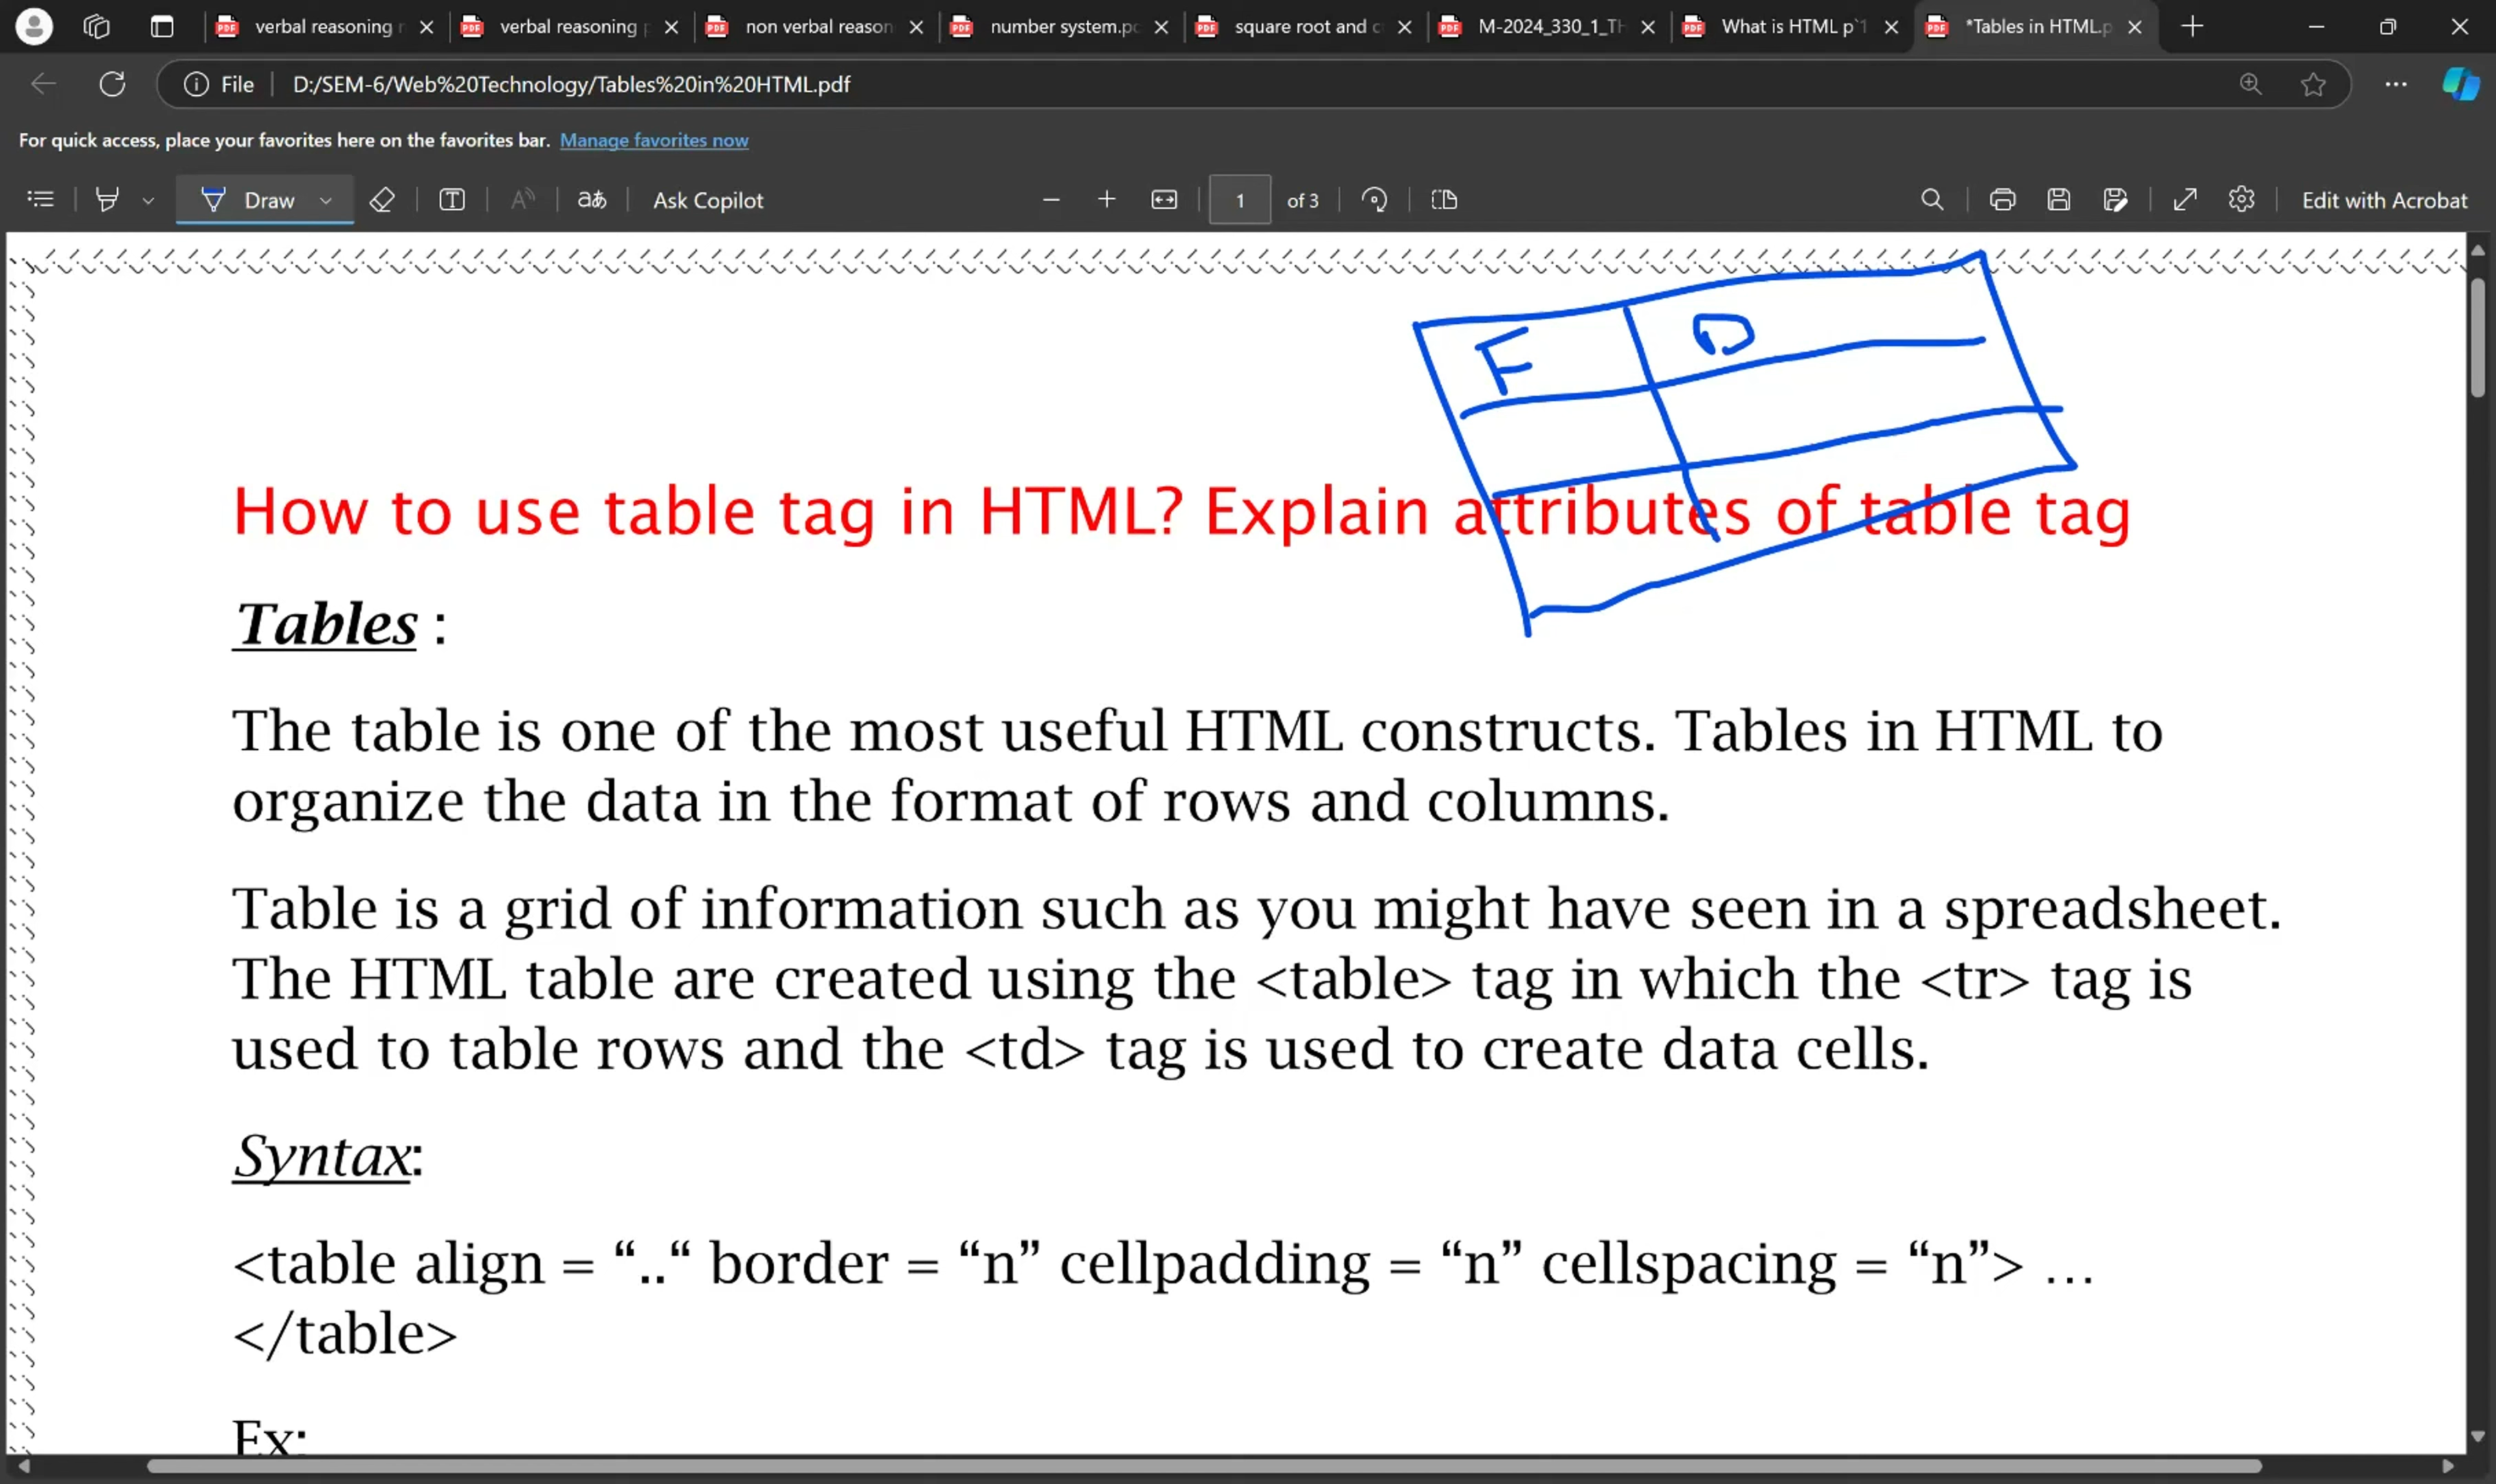 verbal reasoning r
verbal reasoning p
non verbal reason
number system.pd
square root and c
M-2024_330_1_TH
What is HTML p`1
*Tables in HTML.p
File
D:/SEM-6/Web%20Technology/Tables%20in%20HTML.pdf
For quick access, place your favorites here on the favorites bar. Manage favorites now
Draw
Ask Copilot
1 of 3
Edit with Acrobat
F D
How to use table tag in HTML? Explain attributes of table tag
Tables :
The table is one of the most useful HTML constructs. Tables in HTML to
organize the data in the format of rows and columns.
Table is a grid of information such as you might have seen in a spreadsheet.
The HTML table are created using the <table> tag in which the <tr> tag is
used to table rows and the <td> tag is used to create data cells.
Syntax:
<table align = “..“ border = “n” cellpadding = “n” cellspacing = “n”> …
</table>
Ex: